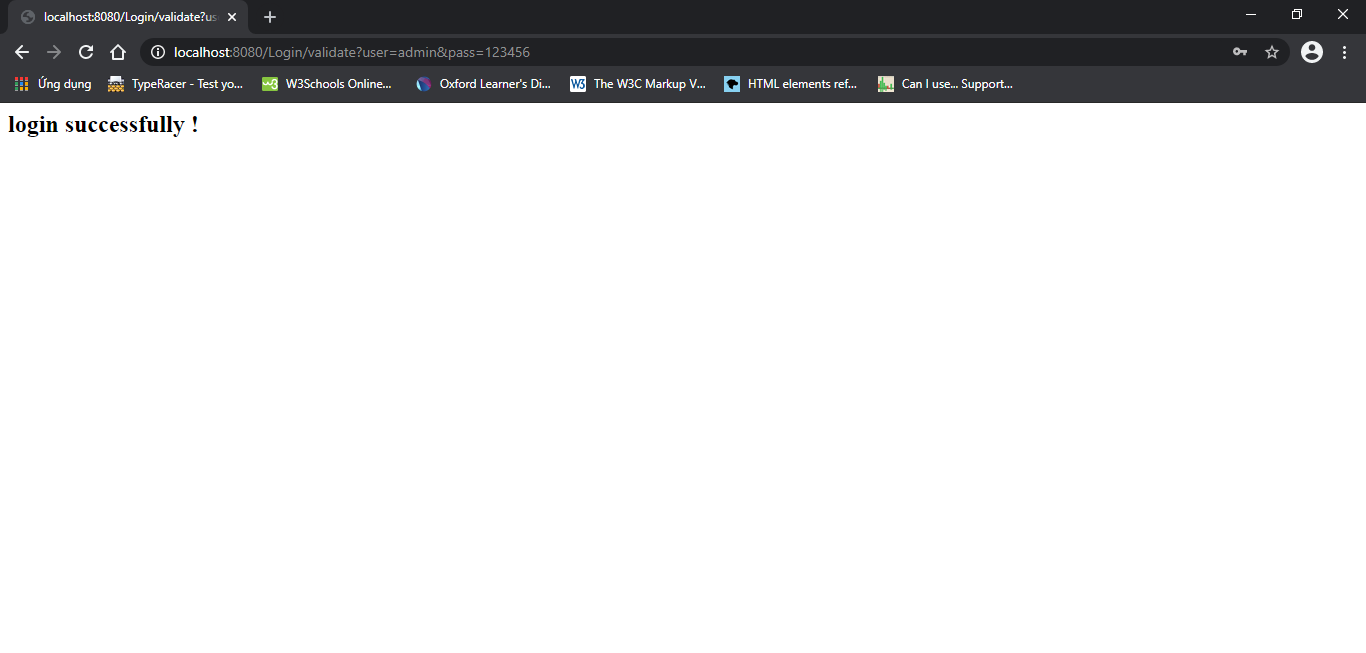 localhost:8080/Login/validate?us
localhost:8080/Login/validate?user=admin&pass=123456
Ứng dụng TypeRacer - Test yo... W3Schools Online... Oxford Learner's Di... W3 The W3C Markup V... HTML elements ref... Can I use... Support...
login successfully !